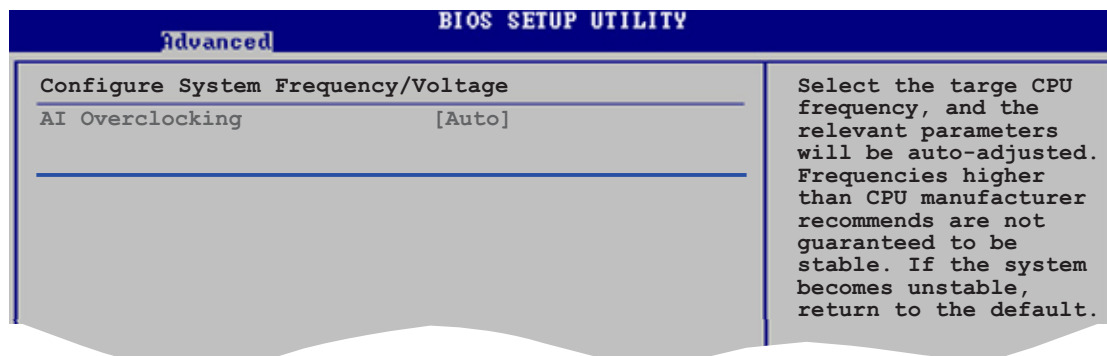 BIOS SETUP UTILITY
Advanced
Configure System Frequency/Voltage
AI Overclocking [Auto]
Select the targe CPU
frequency, and the
relevant parameters
will be auto-adjusted.
Frequencies higher
than CPU manufacturer
recommends are not
guaranteed to be
stable. If the system
becomes unstable,
return to the default.